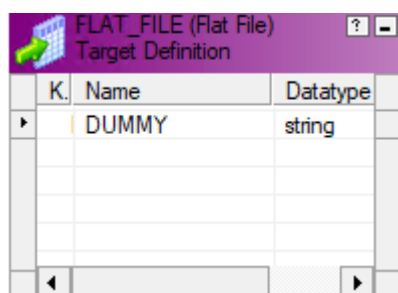 FLAT_FILE (Flat File)
Target Definition
K. Name Datatype
DUMMY string